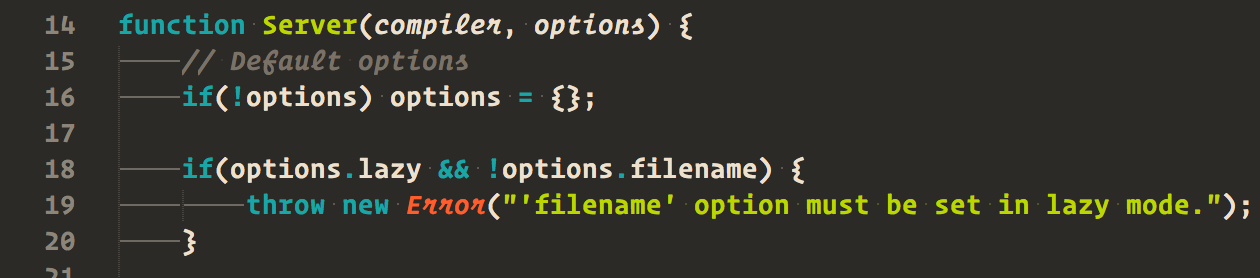 14 function Server(compiler, options) {
15 // Default options
16 if(!options) options = {};
17
18 if(options.lazy && !options.filename) {
19 throw new Error("'filename' option must be set in lazy mode.");
20 }
21